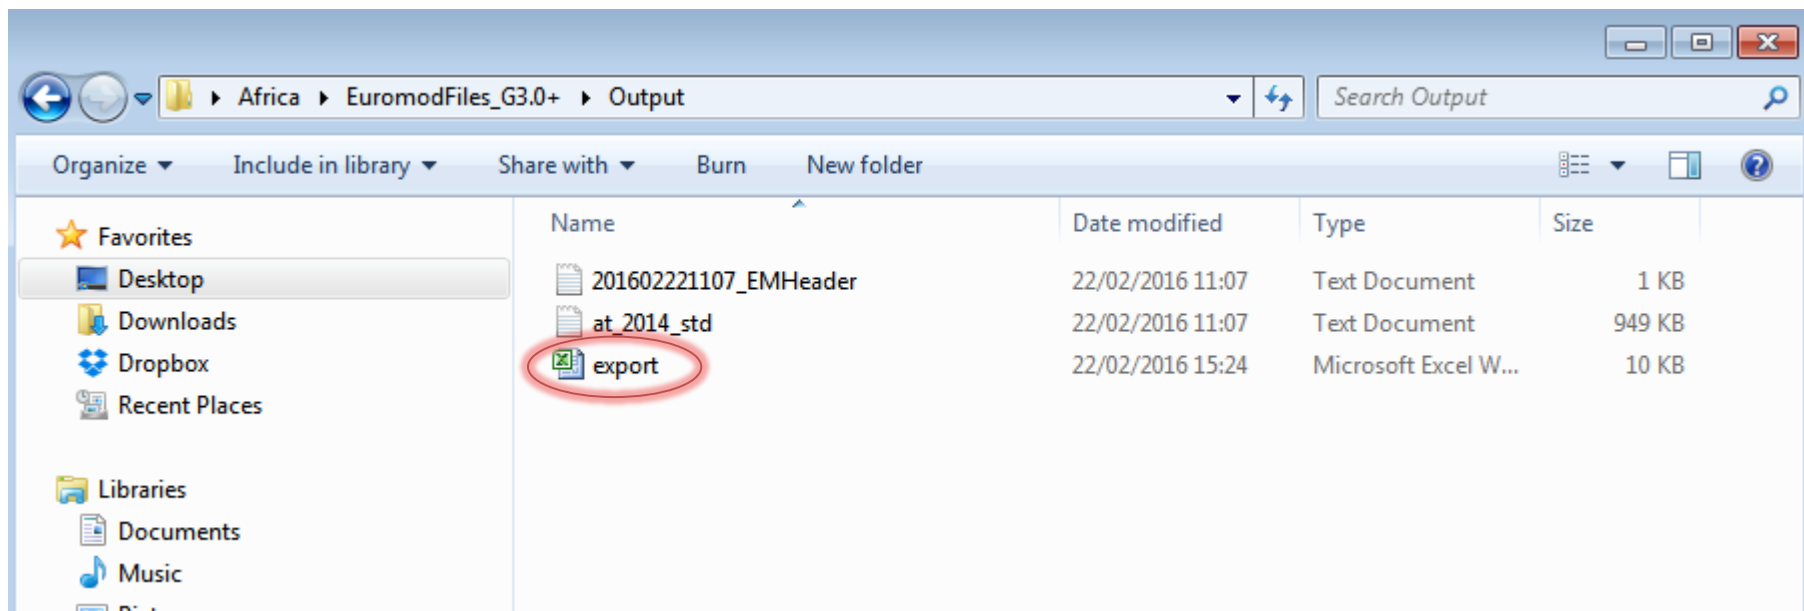 Africa EuromodFiles_G3.0+ Output Search Output
Organize Include in library Share with Burn New folder
Favorites
Desktop
Downloads
Dropbox
Recent Places
Libraries
Documents
Music
Name Date modified Type Size
201602221107_EMHeader 22/02/2016 11:07 Text Document 1 KB
at_2014_std 22/02/2016 11:07 Text Document 949 KB
export 22/02/2016 15:24 Microsoft Excel W... 10 KB